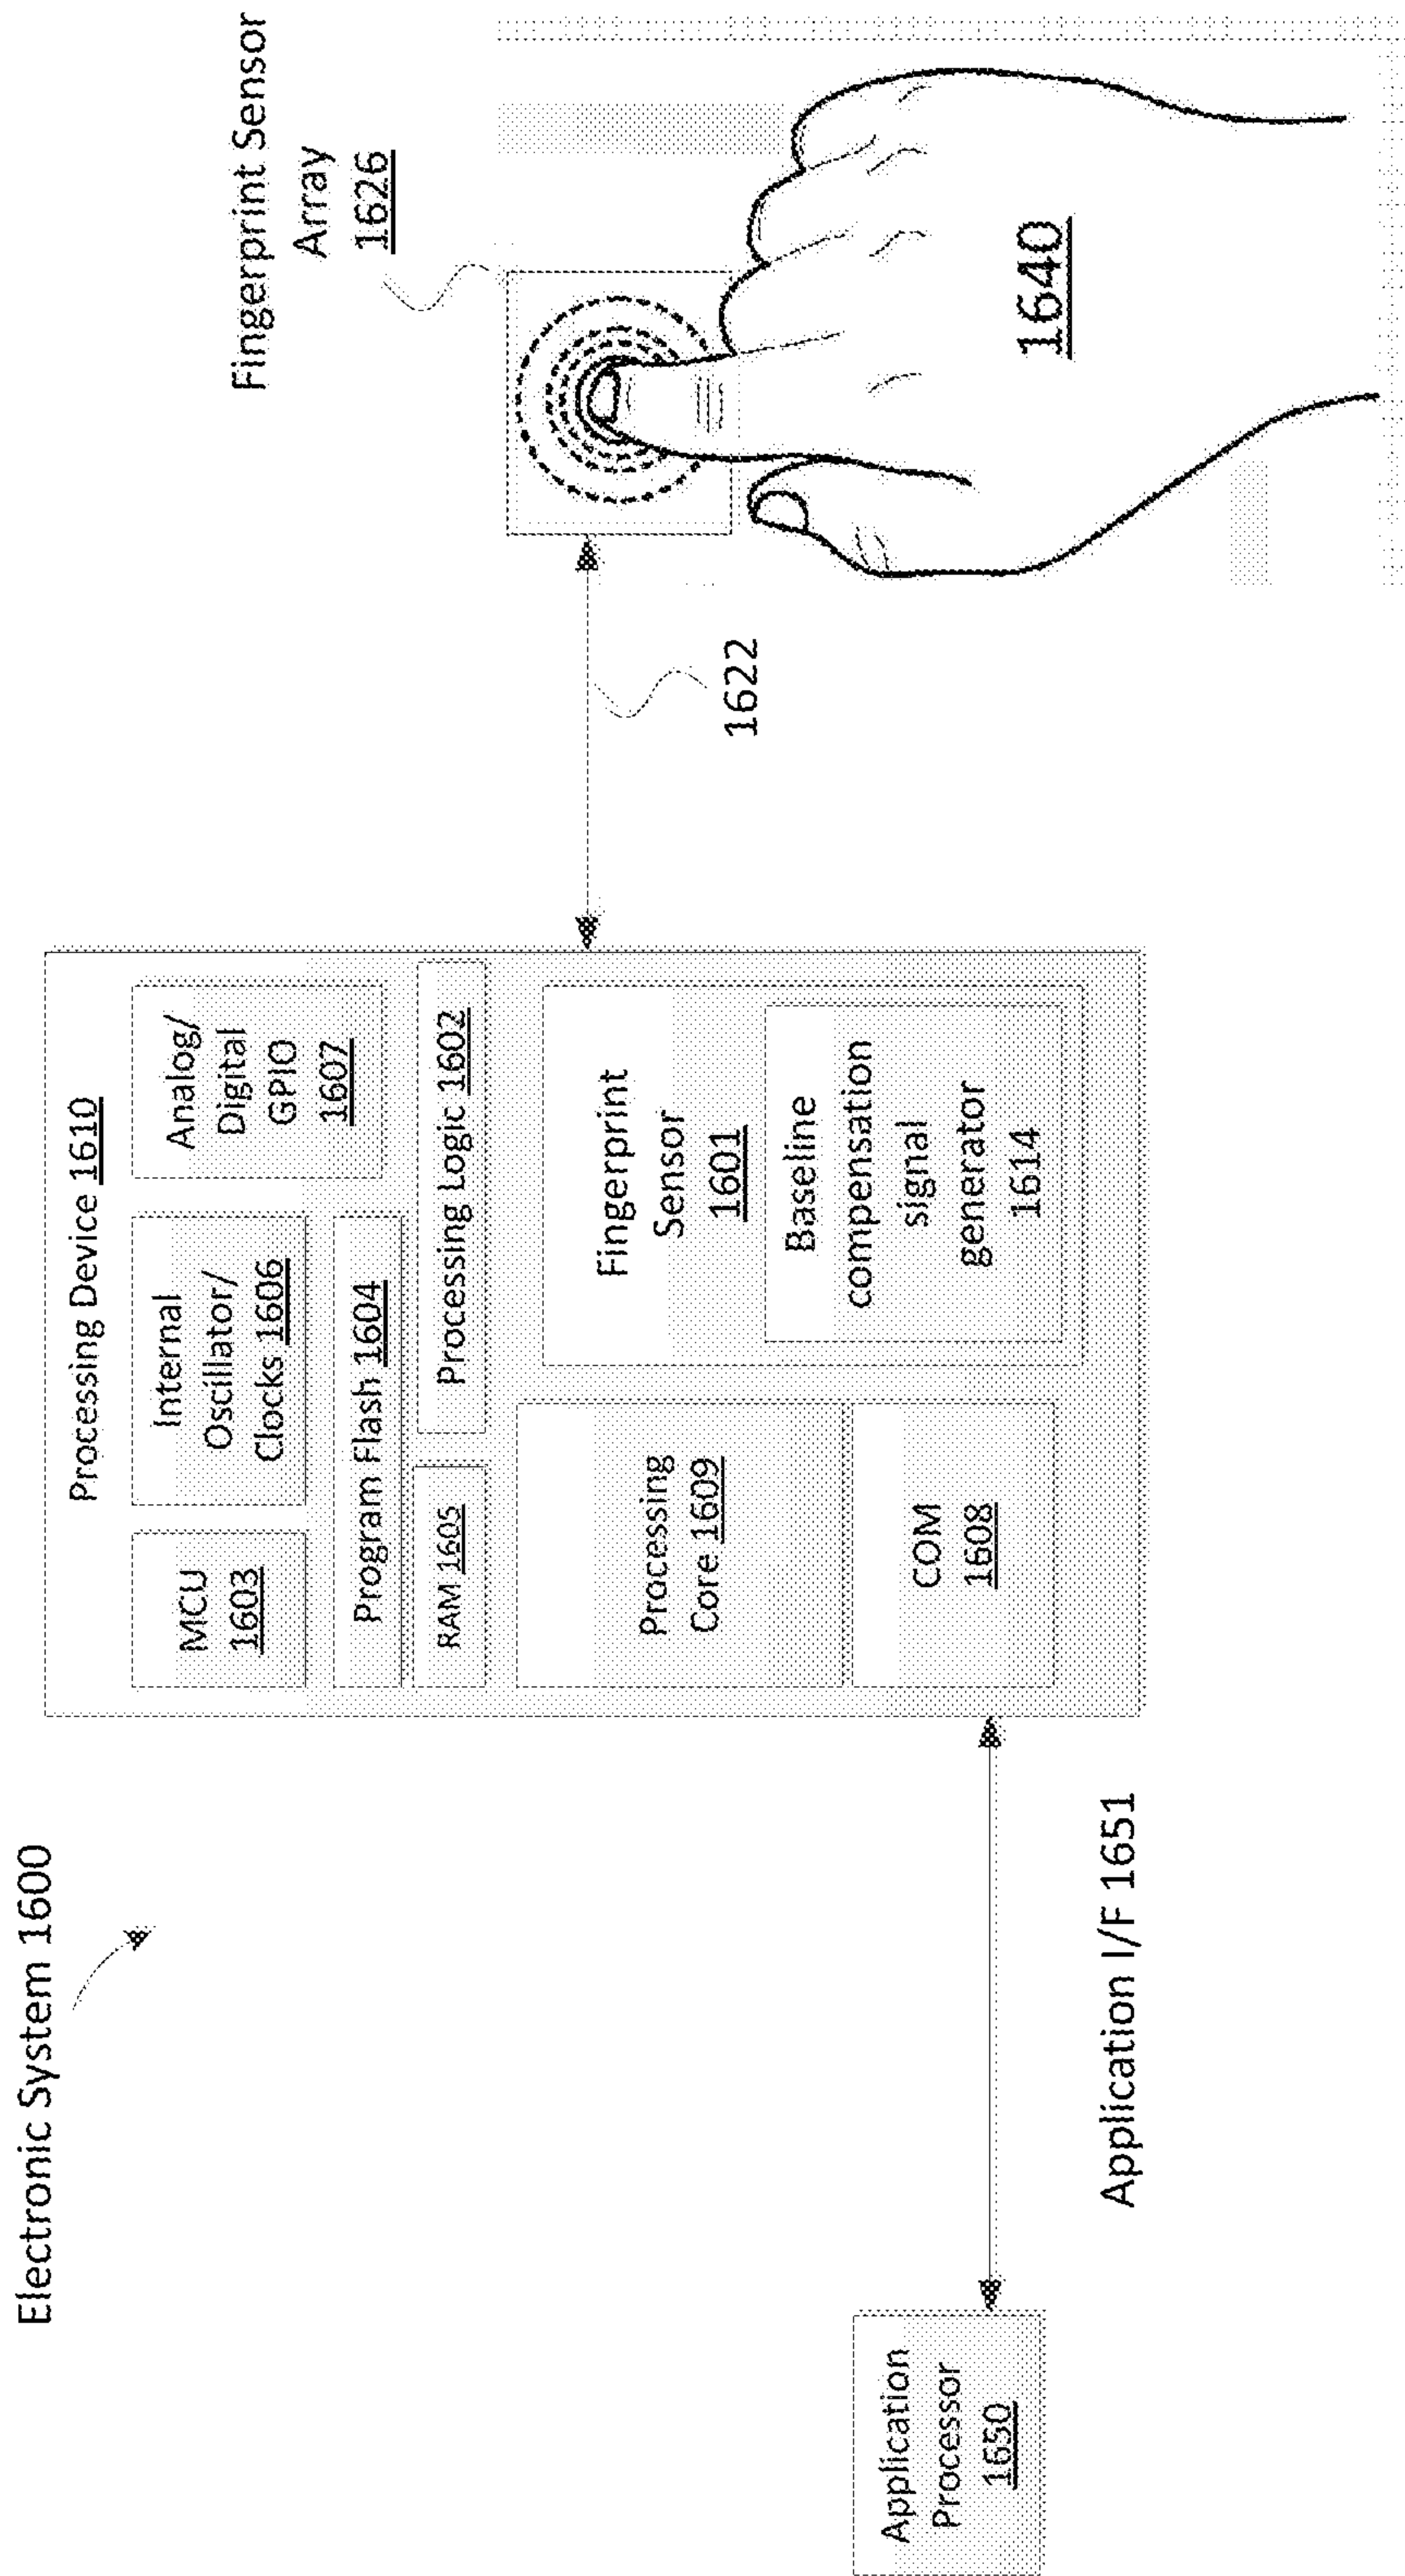 Electronic System 1600
Processing Device 1610
MCU
1603
Internal
Oscillator/
Clocks 1606
Analog/
Digital
GPIO
1607
Program Flash 1604
RAM 1605
Processing Logic 1602
Processing
Core 1609
COM
1608
Fingerprint
Sensor
1601
Baseline
compensation
signal
generator
1614
Fingerprint Sensor
Array
1626
1622
1640
Application
Processor
1650
Application I/F 1651